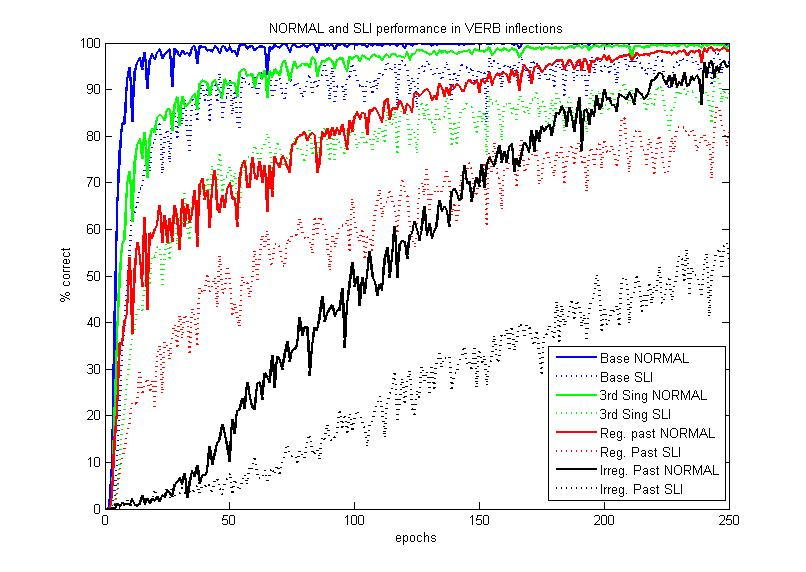 NORMAL and SLI performance in VERB inflections
100
90
80
70
60
50
40
30
20
10
0
% correct
0 50 100 150 200 250
epochs
Base NORMAL
Base SLI
3rd Sing NORMAL
3rd Sing SLI
Reg. past NORMAL
Reg. Past SLI
Irreg. Past NORMAL
Irreg. Past SLI